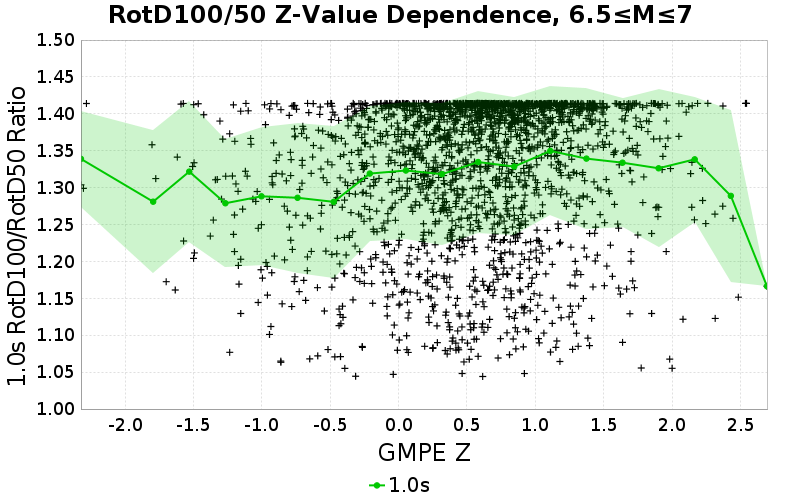 RotD100/50 Z-Value Dependence, 6.5≤M≤7
1.50
1.45
1.40
1.35
1.30
1.25
1.20
1.15
1.10
1.05
1.00
1.0s RotD100/RotD50 Ratio
-2.0 -1.5 -1.0 -0.5 0.0 0.5 1.0 1.5 2.0 2.5
GMPE Z
1.0s